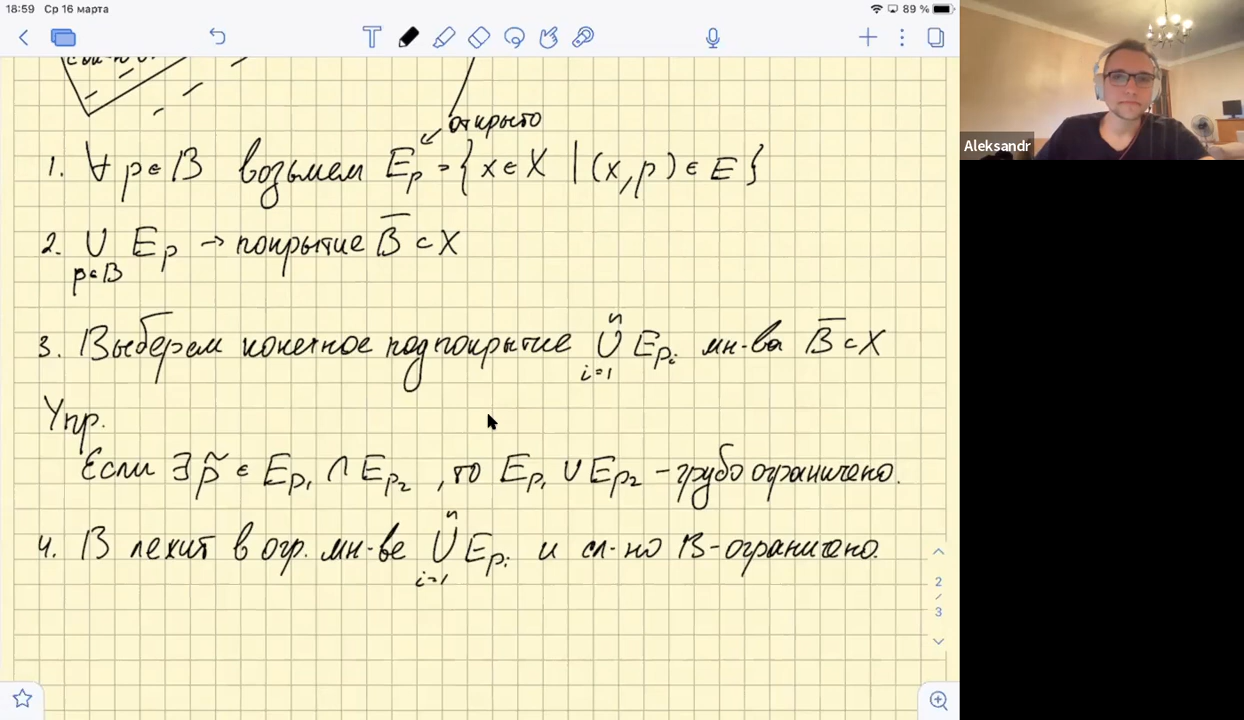 18:59 Ср 16 марта
89 %
открыто
1. ∀ p∈B возьмем E_p = { x∈X | (x,p)∈E }
2. ∪_{p∈B} E_p → покрытие B̅ ⊂ X
3. Выберем конечное подпокрытие ∪_{i=1}^{n} E_{p_i} мн-ва B̅ ⊂ X
Упр.
Если ∃ p̃ ∈ E_{p_1} ∩ E_{p_2}, то E_{p_1} ∪ E_{p_2} - грубо ограничено.
4. B лежит в огр. мн-ве ∪_{i=1}^{n} E_{p_i} и сл-но B-ограничено.
2
/
3
Aleksandr